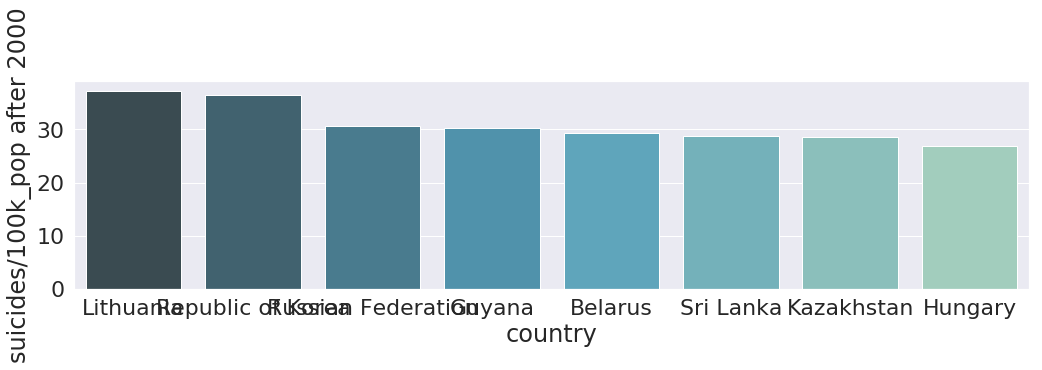 suicides/100k_pop after 2000
30
20
10
0
Lithuania Republic of Korea Russian Federation Guyana Belarus Sri Lanka Kazakhstan Hungary
country